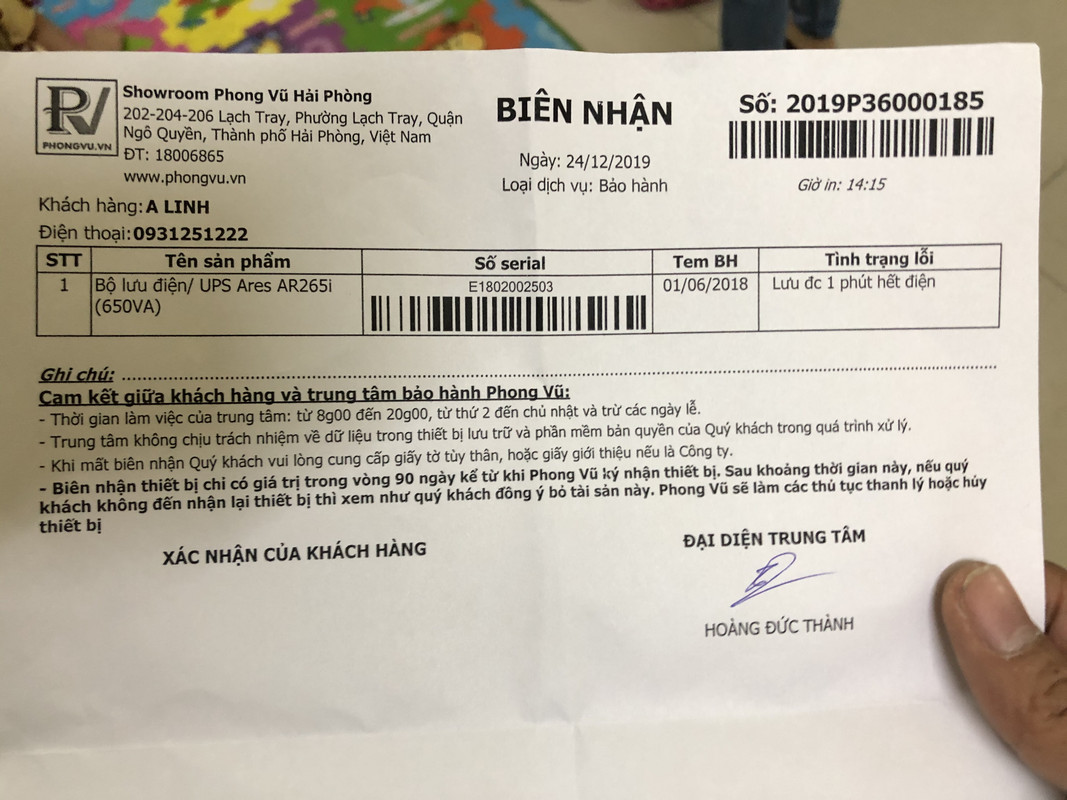 PV
PHONGVU.VN
Showroom Phong Vũ Hải Phòng
202-204-206 Lạch Tray, Phường Lạch Tray, Quận
Ngô Quyền, Thành phố Hải Phòng, Việt Nam
ĐT: 18006865
www.phongvu.vn
BIÊN NHẬN
Ngày: 24/12/2019
Loại dịch vụ: Bảo hành
Số: 2019P36000185
Giờ in: 14:15
Khách hàng: A LINH
Điện thoại: 0931251222
STT Tên sản phẩm Số serial Tem BH Tình trạng lỗi
1 Bộ lưu điện/ UPS Ares AR265i E1802002503 01/06/2018 Lưu đc 1 phút hết điện
(650VA)
Ghi chú:
Cam kết giữa khách hàng và trung tâm bảo hành Phong Vũ:
- Thời gian làm việc của trung tâm: từ 8g00 đến 20g00, từ thứ 2 đến chủ nhật và trừ các ngày lễ.
- Trung tâm không chịu trách nhiệm về dữ liệu trong thiết bị lưu trữ và phần mềm bản quyền của Quý khách trong quá trình xử lý.
- Khi mất biên nhận Quý khách vui lòng cung cấp giấy tờ tùy thân, hoặc giấy giới thiệu nếu là Công ty.
- Biên nhận thiết bị chỉ có giá trị trong vòng 90 ngày kể từ khi Phong Vũ ký nhận thiết bị. Sau khoảng thời gian này, nếu quý
khách không đến nhận lại thiết bị thì xem như quý khách đồng ý bỏ tài sản này. Phong Vũ sẽ làm các thủ tục thanh lý hoặc hủy
thiết bị
XÁC NHẬN CỦA KHÁCH HÀNG
ĐẠI DIỆN TRUNG TÂM
HOÀNG ĐỨC THÀNH